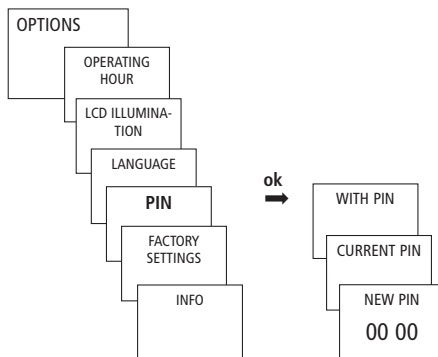 OPTIONS
OPERATING
HOUR
LCD ILLUMINA-
TION
LANGUAGE
PIN
FACTORY
SETTINGS
INFO
ok
WITH PIN
CURRENT PIN
NEW PIN
00 00